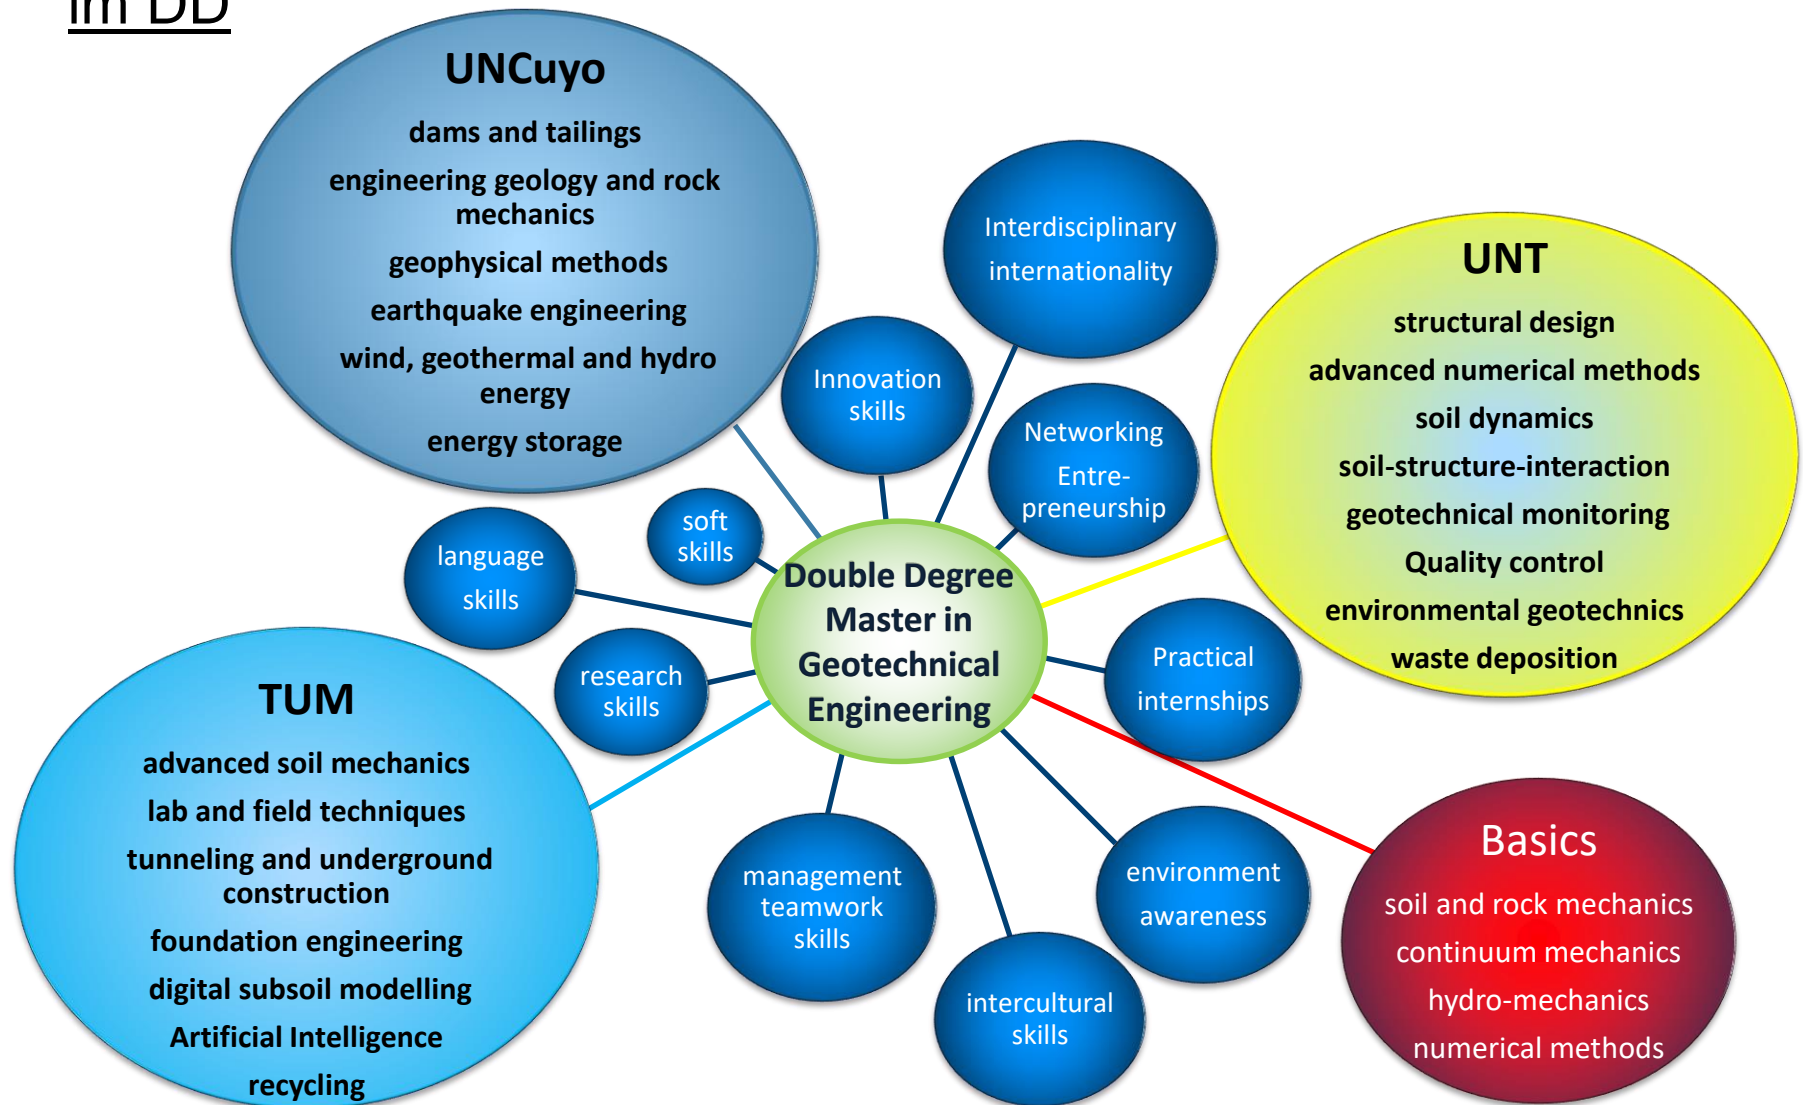 im DD
UNCuyo
dams and tailings
engineering geology and rock
mechanics
geophysical methods
earthquake engineering
wind, geothermal and hydro
energy
energy storage
Interdisciplinary
internationality
Innovation
skills
Networking
Entre-
preneurship
UNT
structural design
advanced numerical methods
soil dynamics
soil-structure-interaction
geotechnical monitoring
Quality control
environmental geotechnics
waste deposition
soft
skills
language
skills
research
skills
Double Degree
Master in
Geotechnical
Engineering
Practical
internships
TUM
advanced soil mechanics
lab and field techniques
tunneling and underground
construction
foundation engineering
digital subsoil modelling
Artificial Intelligence
recycling
management
teamwork
skills
intercultural
skills
environment
awareness
Basics
soil and rock mechanics
continuum mechanics
hydro-mechanics
numerical methods